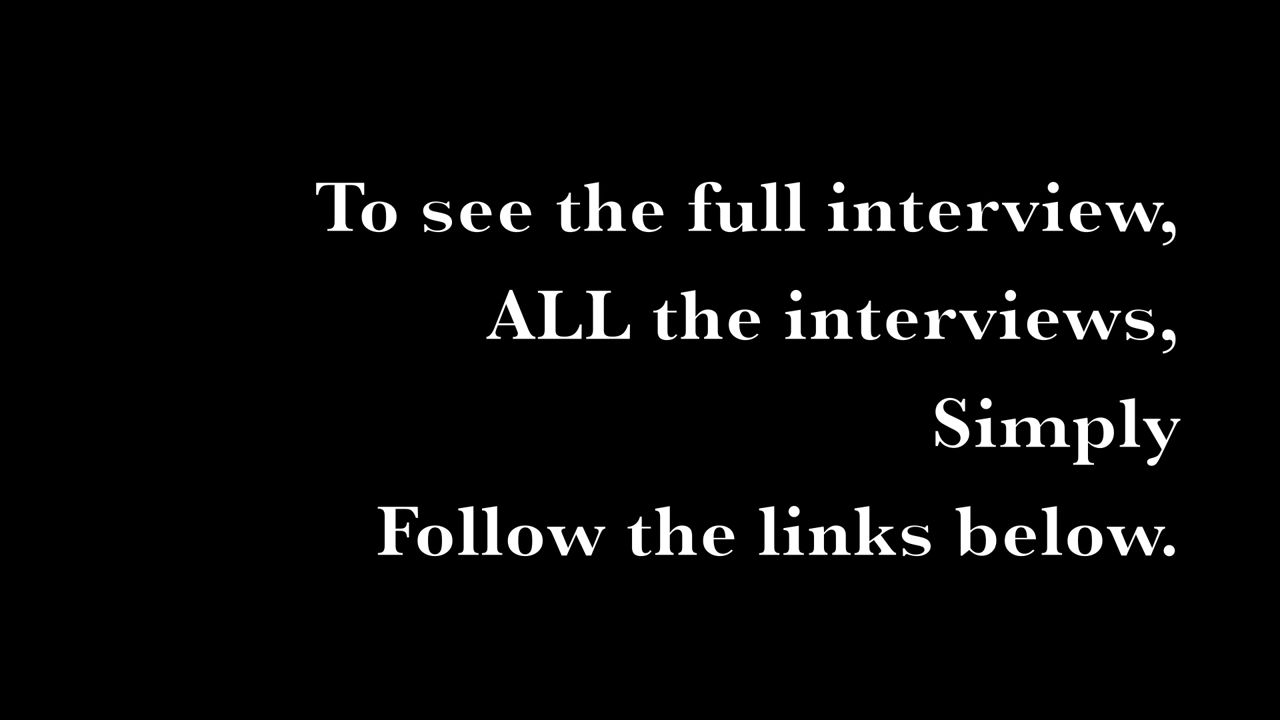 To see the full interview,
ALL the interviews,
Simply
Follow the links below.